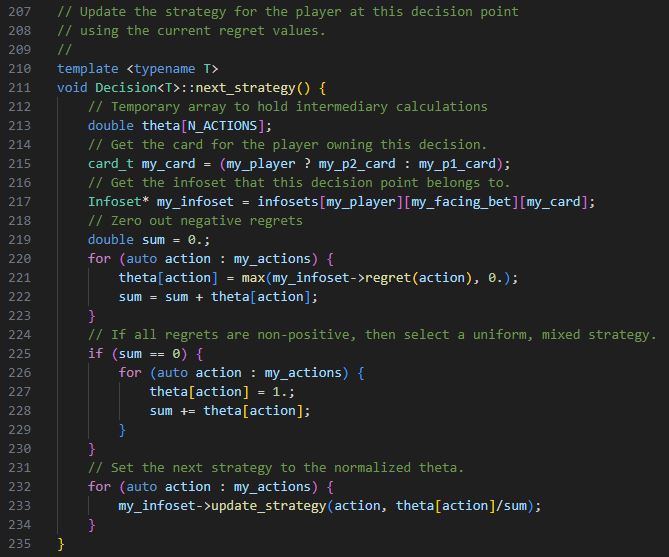 207 // Update the strategy for the player at this decision point
208 // using the current regret values.
209 //
210 template <typename T>
211 void Decision<T>::next_strategy() {
212     // Temporary array to hold intermediary calculations
213     double theta[N_ACTIONS];
214     // Get the card for the player owning this decision.
215     card_t my_card = (my_player ? my_p2_card : my_p1_card);
216     // Get the infoset that this decision point belongs to.
217     Infoset* my_infoset = infosets[my_player][my_facing_bet][my_card];
218     // Zero out negative regrets
219     double sum = 0.;
220     for (auto action : my_actions) {
221         theta[action] = max(my_infoset->regret(action), 0.);
222         sum = sum + theta[action];
223     }
224     // If all regrets are non-positive, then select a uniform, mixed strategy.
225     if (sum == 0) {
226         for (auto action : my_actions) {
227             theta[action] = 1.;
228             sum += theta[action];
229         }
230     }
231     // Set the next strategy to the normalized theta.
232     for (auto action : my_actions) {
233         my_infoset->update_strategy(action, theta[action]/sum);
234     }
235 }